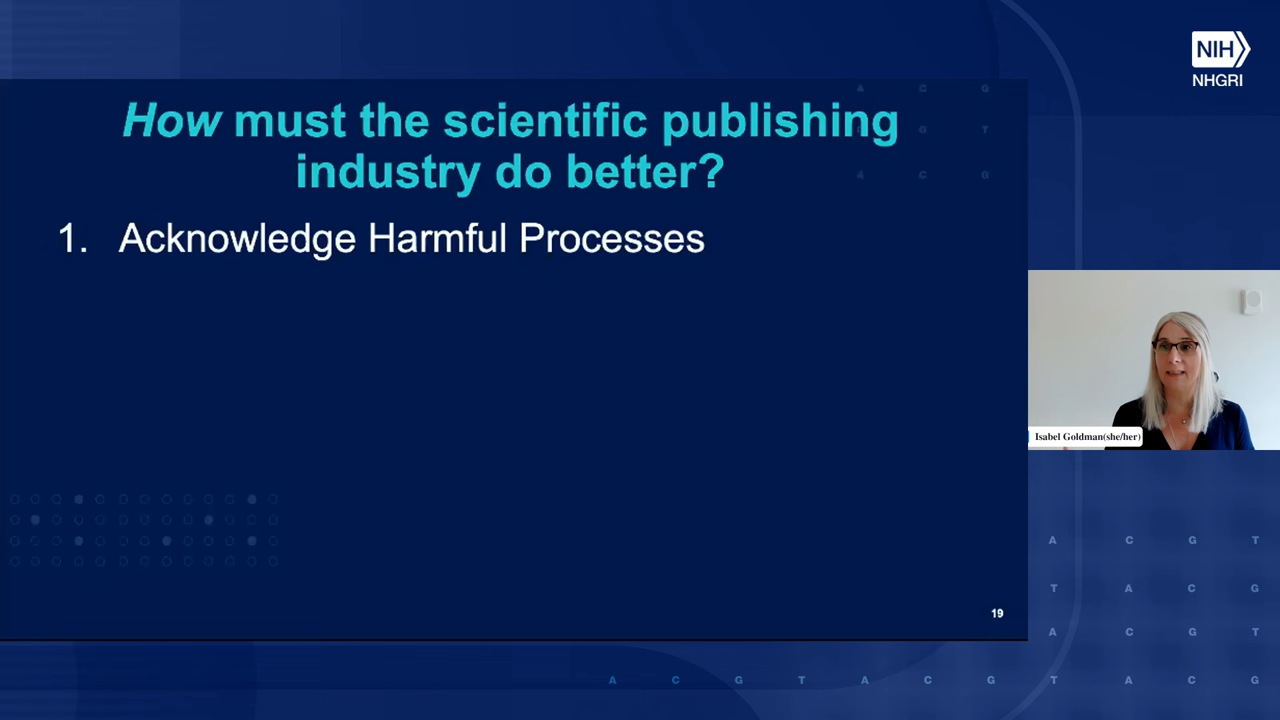 NIH
NHGRI
How must the scientific publishing
industry do better?
1. Acknowledge Harmful Processes
A C G
A G T
A C G
Isabel Goldman(she/her)
19
A C G T
T A C G
A C G T
A C G T A C G T A C G